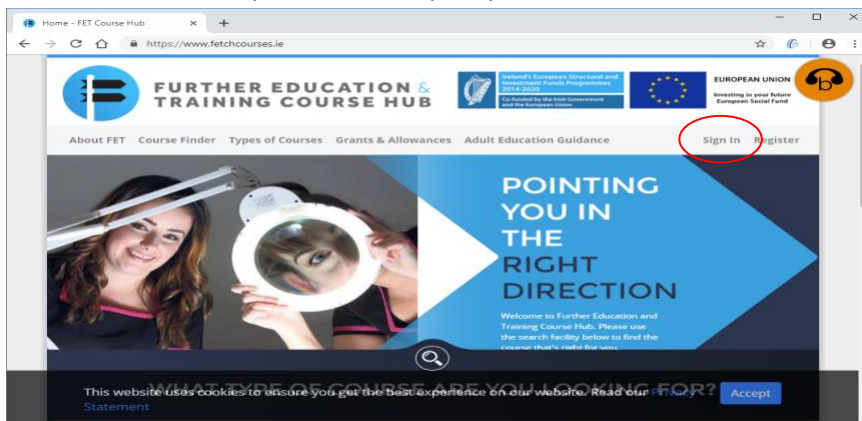 Home - FET Course Hub
https://www.fetchcourses.ie
FURTHER EDUCATION &
TRAINING COURSE HUB
Ireland's European Structural and
Investment Funds Programmes
2014-2020
Co-funded by the Irish Government
and the European Union
EUROPEAN UNION
Investing in your future
European Social Fund
b
About FET Course Finder Types of Courses Grants & Allowances Adult Education Guidance Sign In Register
POINTING
YOU IN
THE
RIGHT
DIRECTION
Welcome to Further Education and
Training Course Hub. Please use
the search facility below to find the
course that's right for you.
WHAT TYPE OF COURSE ARE YOU LOOKING FOR?
This website uses cookies to ensure you get the best experience on our website. Read our Privacy
Statement
Accept